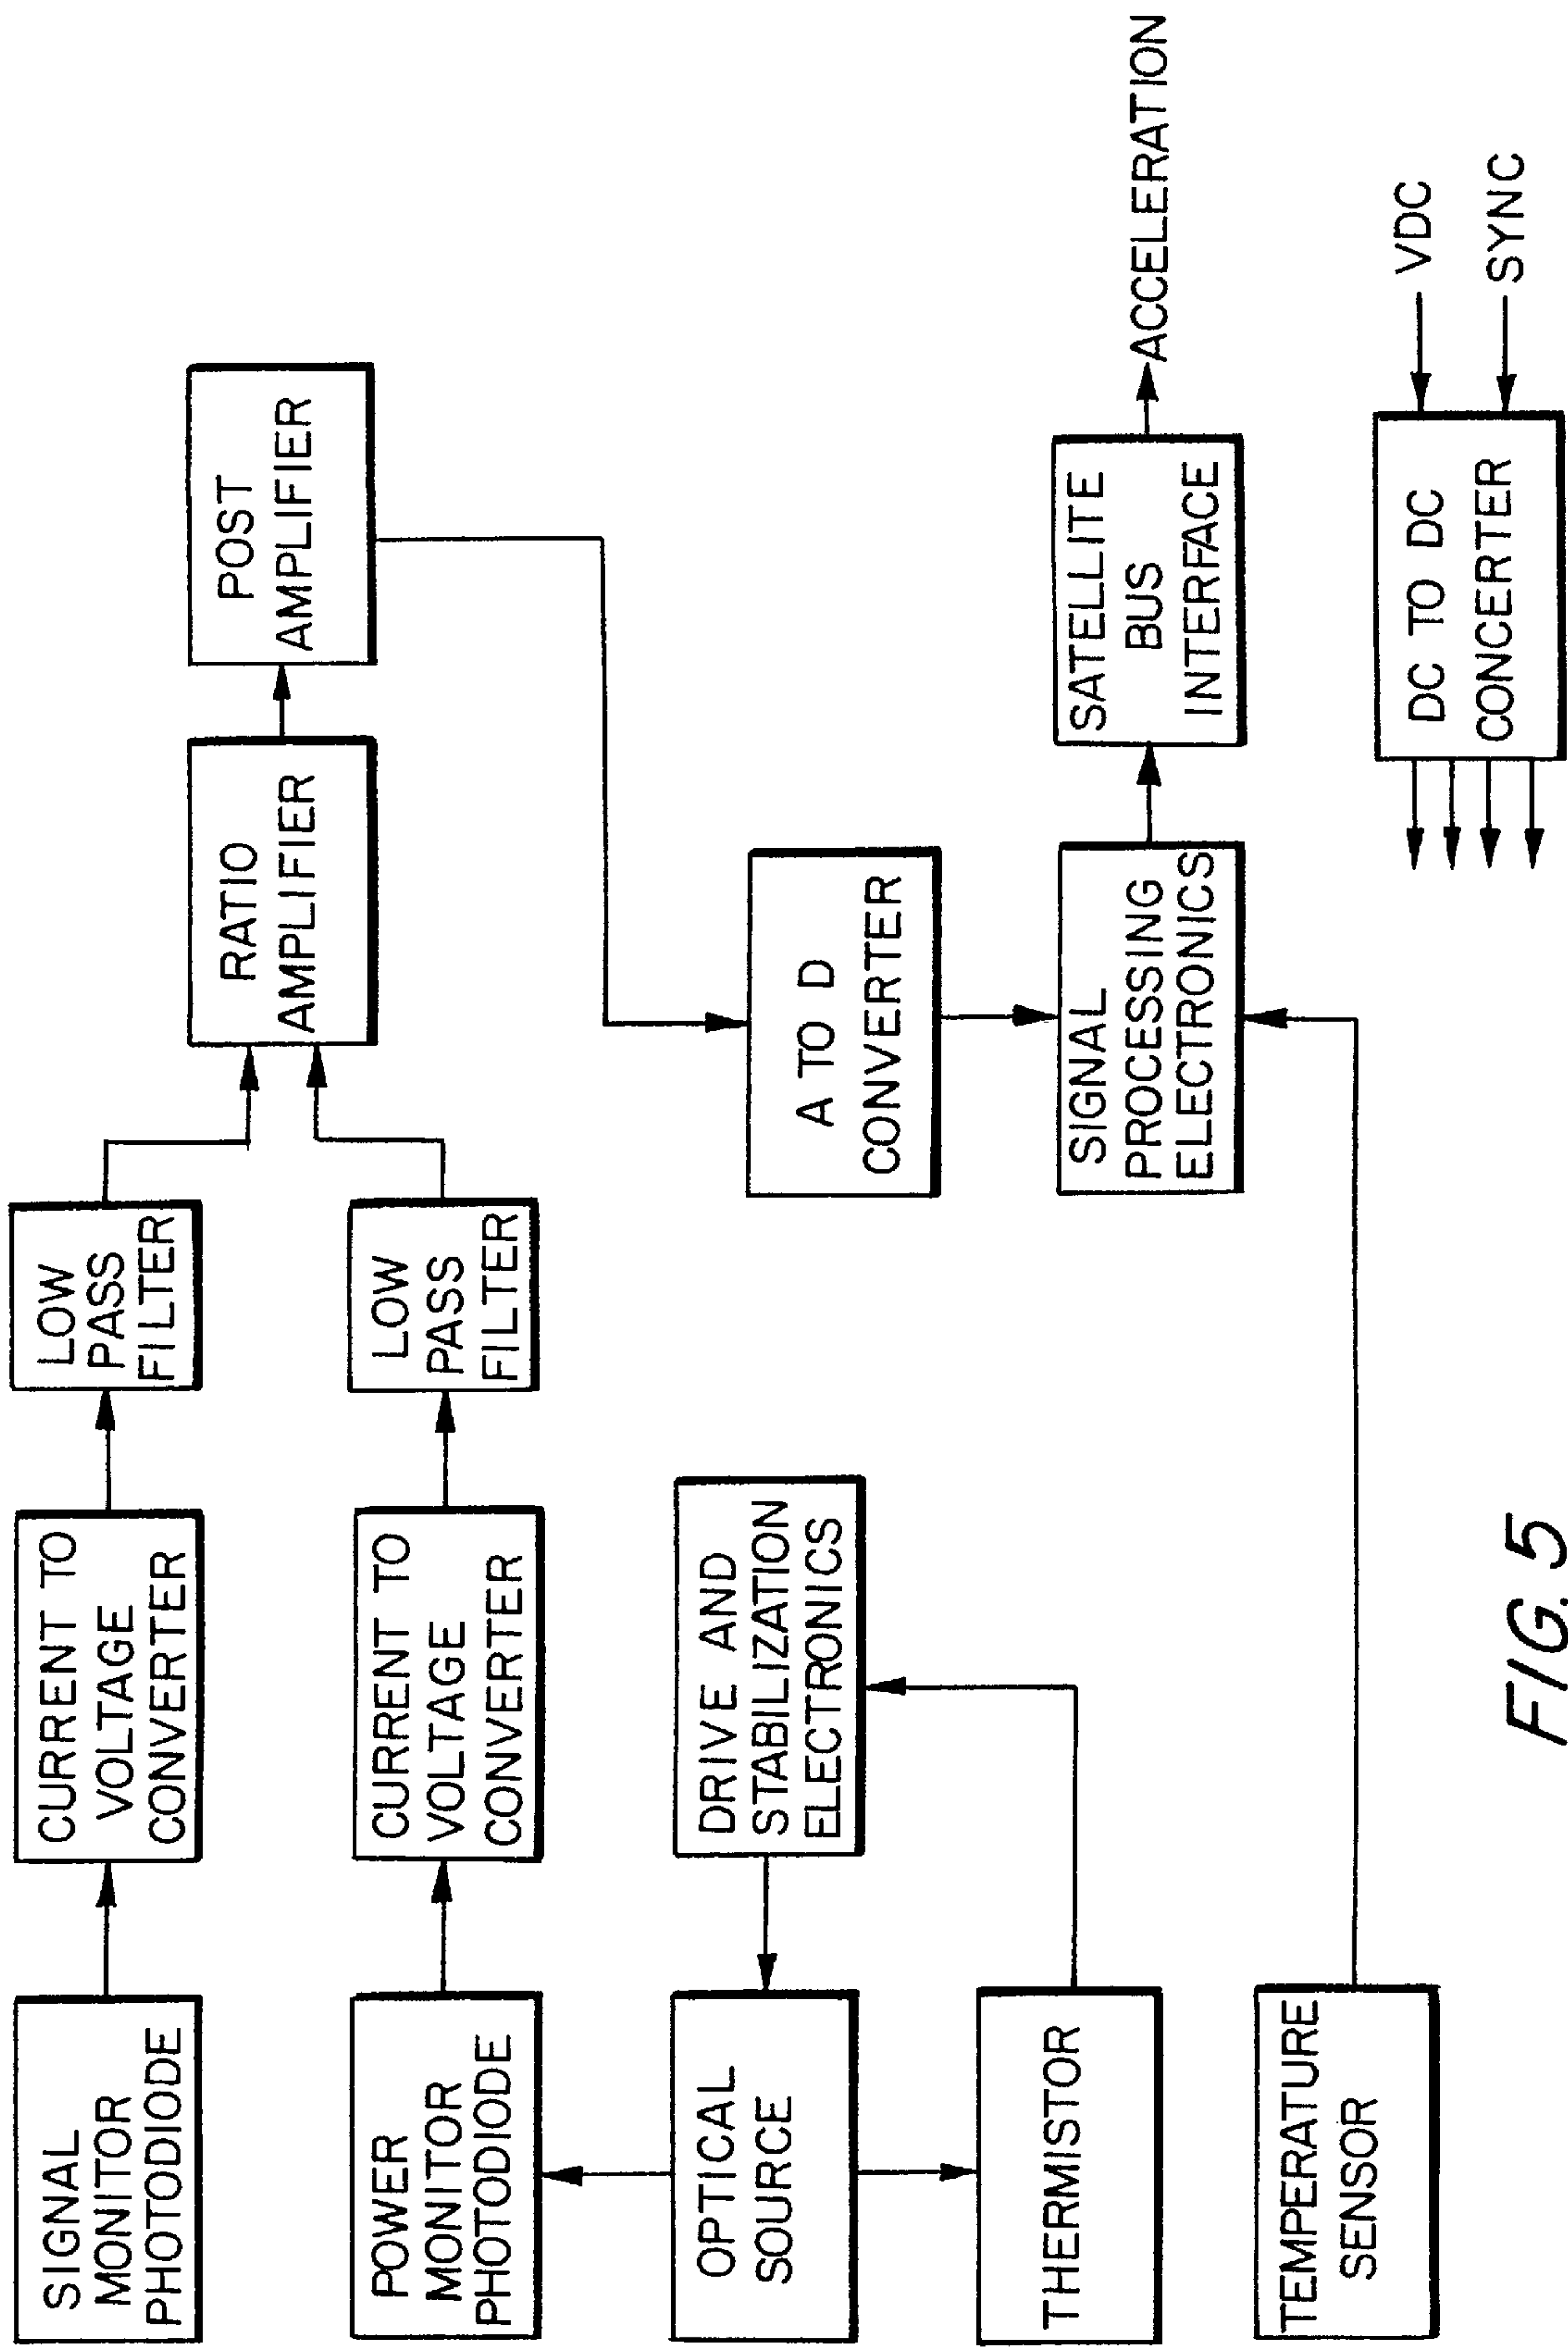 SIGNAL
MONITOR
PHOTODIODE
CURRENT TO
VOLTAGE
CONVERTER
LOW
PASS
FILTER
RATIO
AMPLIFIER
POST
AMPLIFIER
POWER
MONITOR
PHOTODIODE
CURRENT TO
VOLTAGE
CONVERTER
LOW
PASS
FILTER
OPTICAL
SOURCE
DRIVE AND
STABILIZATION
ELECTRONICS
A TO D
CONVERTER
THERMISTOR
SIGNAL
PROCESSING
ELECTRONICS
SATELLITE
BUS
INTERFACE
ACCELERATION
TEMPERATURE
SENSOR
DC TO DC
CONCERTER
VDC
SYNC
FIG. 5